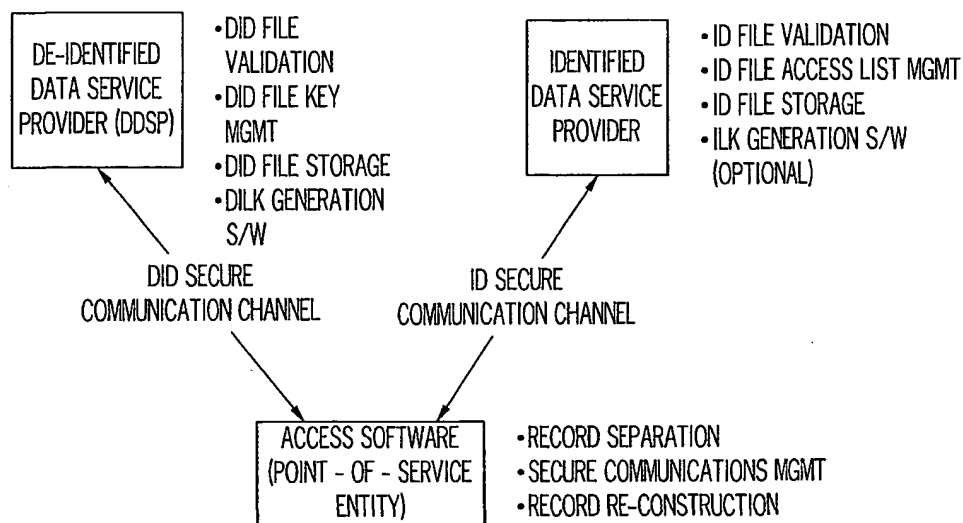 DE-IDENTIFIED
DATA SERVICE
PROVIDER (DDSP)
•DID FILE
VALIDATION
•DID FILE KEY
MGMT
•DID FILE STORAGE
•DILK GENERATION
S/W
IDENTIFIED
DATA SERVICE
PROVIDER
•ID FILE VALIDATION
•ID FILE ACCESS LIST MGMT
•ID FILE STORAGE
•ILK GENERATION S/W
(OPTIONAL)
DID SECURE
COMMUNICATION CHANNEL
ID SECURE
COMMUNICATION CHANNEL
ACCESS SOFTWARE
(POINT - OF - SERVICE
ENTITY)
•RECORD SEPARATION
•SECURE COMMUNICATIONS MGMT
•RECORD RE-CONSTRUCTION